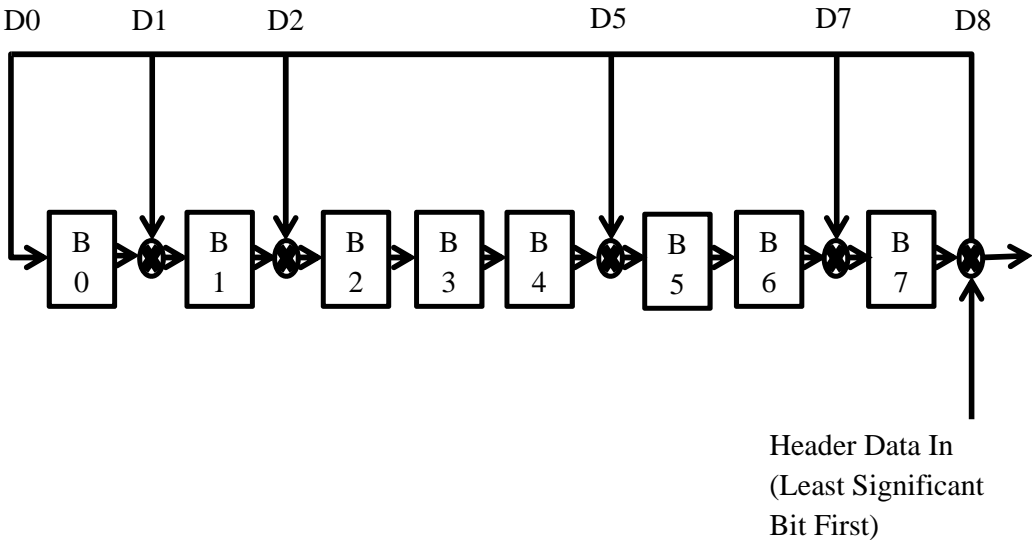 D0 D1 D2 D5 D7 D8
B B B B B B B B
0 1 2 3 4 5 6 7
Header Data In
(Least Significant
Bit First)